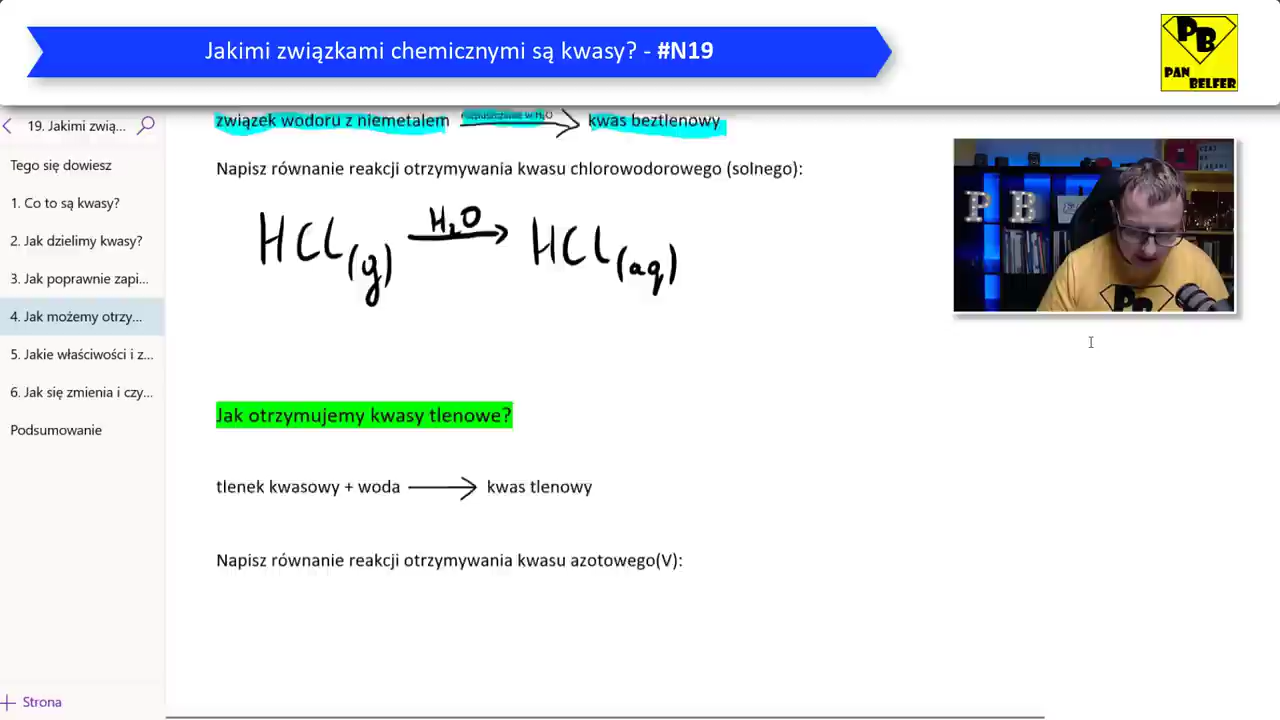 Jakimi związkami chemicznymi są kwasy? - #N19
PB
PAN
BELFER
19. Jakimi zwią...
Tego się dowiesz
1. Co to są kwasy?
2. Jak dzielimy kwasy?
3. Jak poprawnie zapi...
4. Jak możemy otrzy...
5. Jakie właściwości i z...
6. Jak się zmienia i czy...
Podsumowanie
Strona
związek wodoru z niemetalem rozpuszczanie w H₂O kwas beztlenowy
Napisz równanie reakcji otrzymywania kwasu chlorowodorowego (solnego):
HCl(g) H₂O HCl(aq)
Jak otrzymujemy kwasy tlenowe?
tlenek kwasowy + woda kwas tlenowy
Napisz równanie reakcji otrzymywania kwasu azotowego(V):
P B
PB